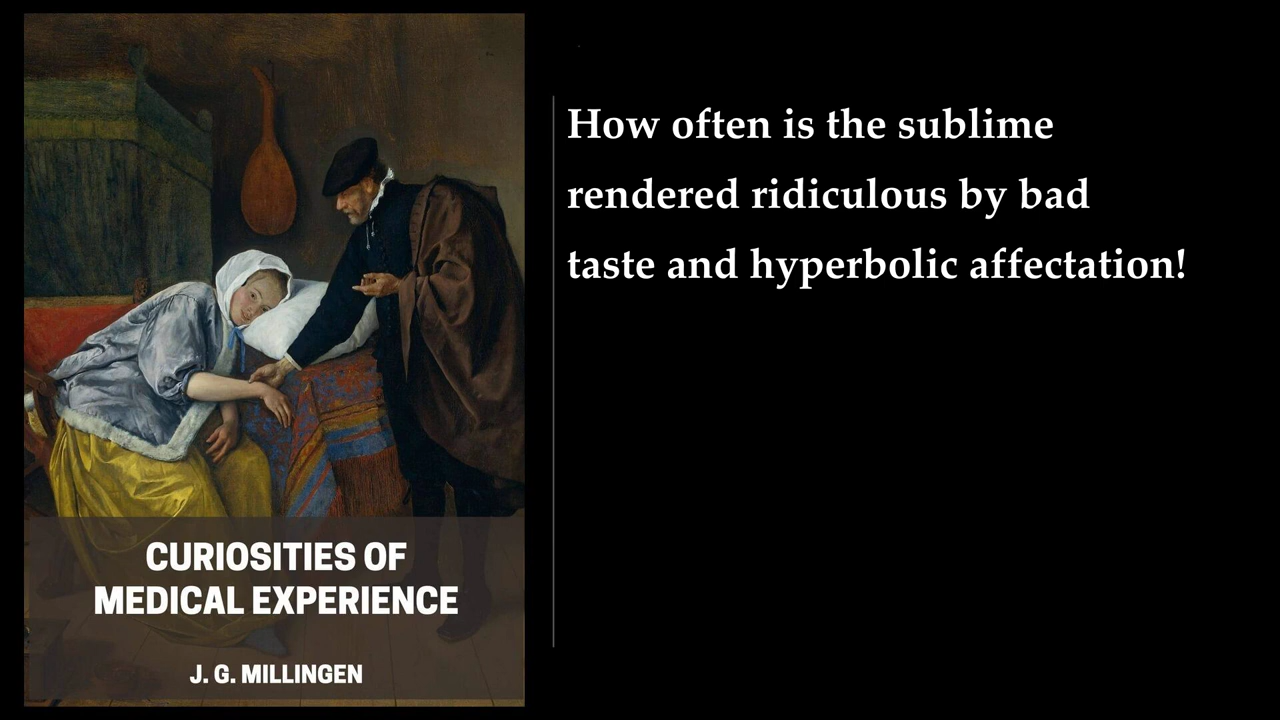 How often is the sublime
rendered ridiculous by bad
taste and hyperbolic affectation!
CURIOSITIES OF
MEDICAL EXPERIENCE
J. G. MILLINGEN